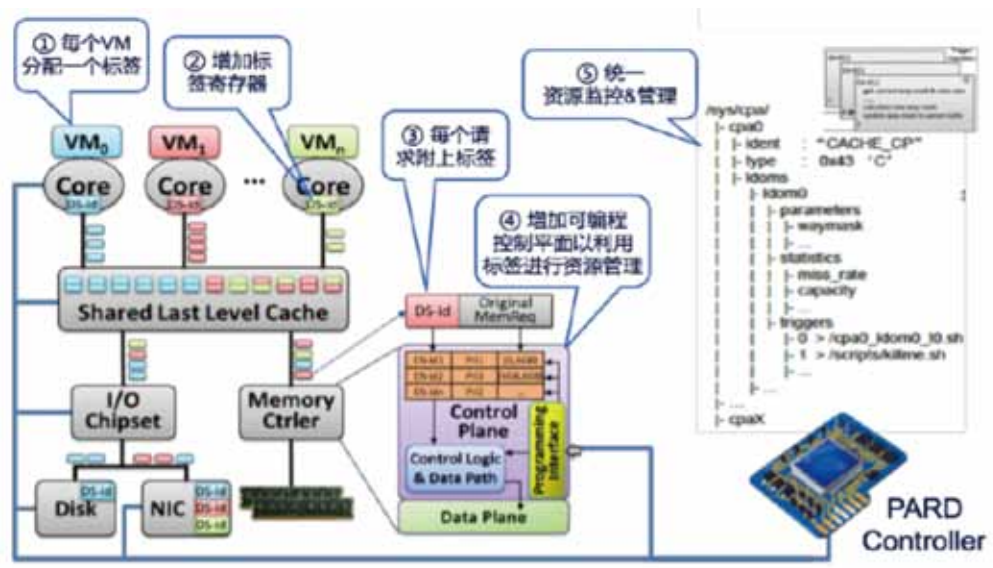 ① 每个VM
分配一个标签
② 增加标
签寄存器
③ 每个请
求附上标签
④ 增加可编程
控制平面以利用
标签进行资源管理
⑤ 统一
资源监控&管理
VM0
VM1
VMn
Core
Core
...
Core
DS-id
DS-id
DS-id
Shared Last Level Cache
I/O
Chipset
Memory
Ctrler
Disk
DS-id
NIC
DS-id
DS-id
DS-id
DS-id
Original
MemReq
Control
Plane
Control Logic
& Data Path
Programming
Interface
Data Plane
/sys/cpa/
|- cpa0
|- ident : "CACHE_CP"
|- type : 0x43 'C'
|- ldoms
|- ldom0
|- parameters
|- waymask
|- ...
|- statistics
|- miss_rate
|- capacity
|- ...
|- triggers
|- 0 > /cpa0_ldom0_t0.sh
|- 1 > /scripts/killme.sh
|- ...
|- ...
|- ...
|- cpaX
PARD
Controller